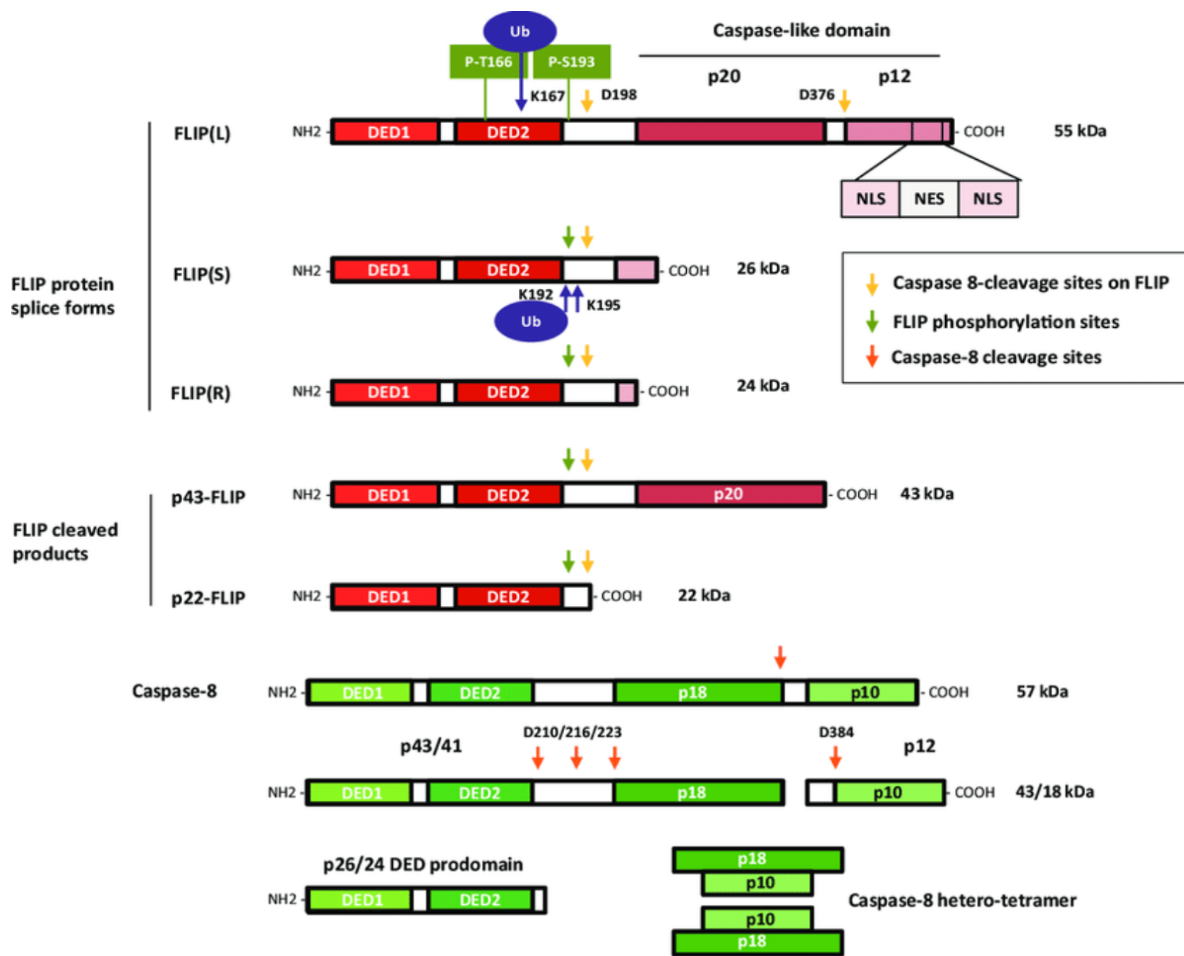 Ub
Caspase-like domain
P-T166
P-S193
p20
p12
K167
D198
D376
FLIP(L)
NH2 -
DED1
DED2
- COOH
55 kDa
NLS
NES
NLS
FLIP protein
splice forms
FLIP(S)
NH2 -
DED1
DED2
- COOH
26 kDa
K192
K195
Ub
Caspase 8-cleavage sites on FLIP
FLIP phosphorylation sites
Caspase-8 cleavage sites
FLIP(R)
NH2 -
DED1
DED2
- COOH
24 kDa
FLIP cleaved
products
p43-FLIP
NH2 -
DED1
DED2
p20
- COOH
43 kDa
p22-FLIP
NH2 -
DED1
DED2
- COOH
22 kDa
Caspase-8
NH2 -
DED1
DED2
p18
p10
- COOH
57 kDa
p43/41
D210/216/223
D384
p12
NH2 -
DED1
DED2
p18
p10
- COOH
43/18 kDa
p26/24 DED prodomain
NH2 -
DED1
DED2
p18
p10
p10
p18
Caspase-8 hetero-tetramer